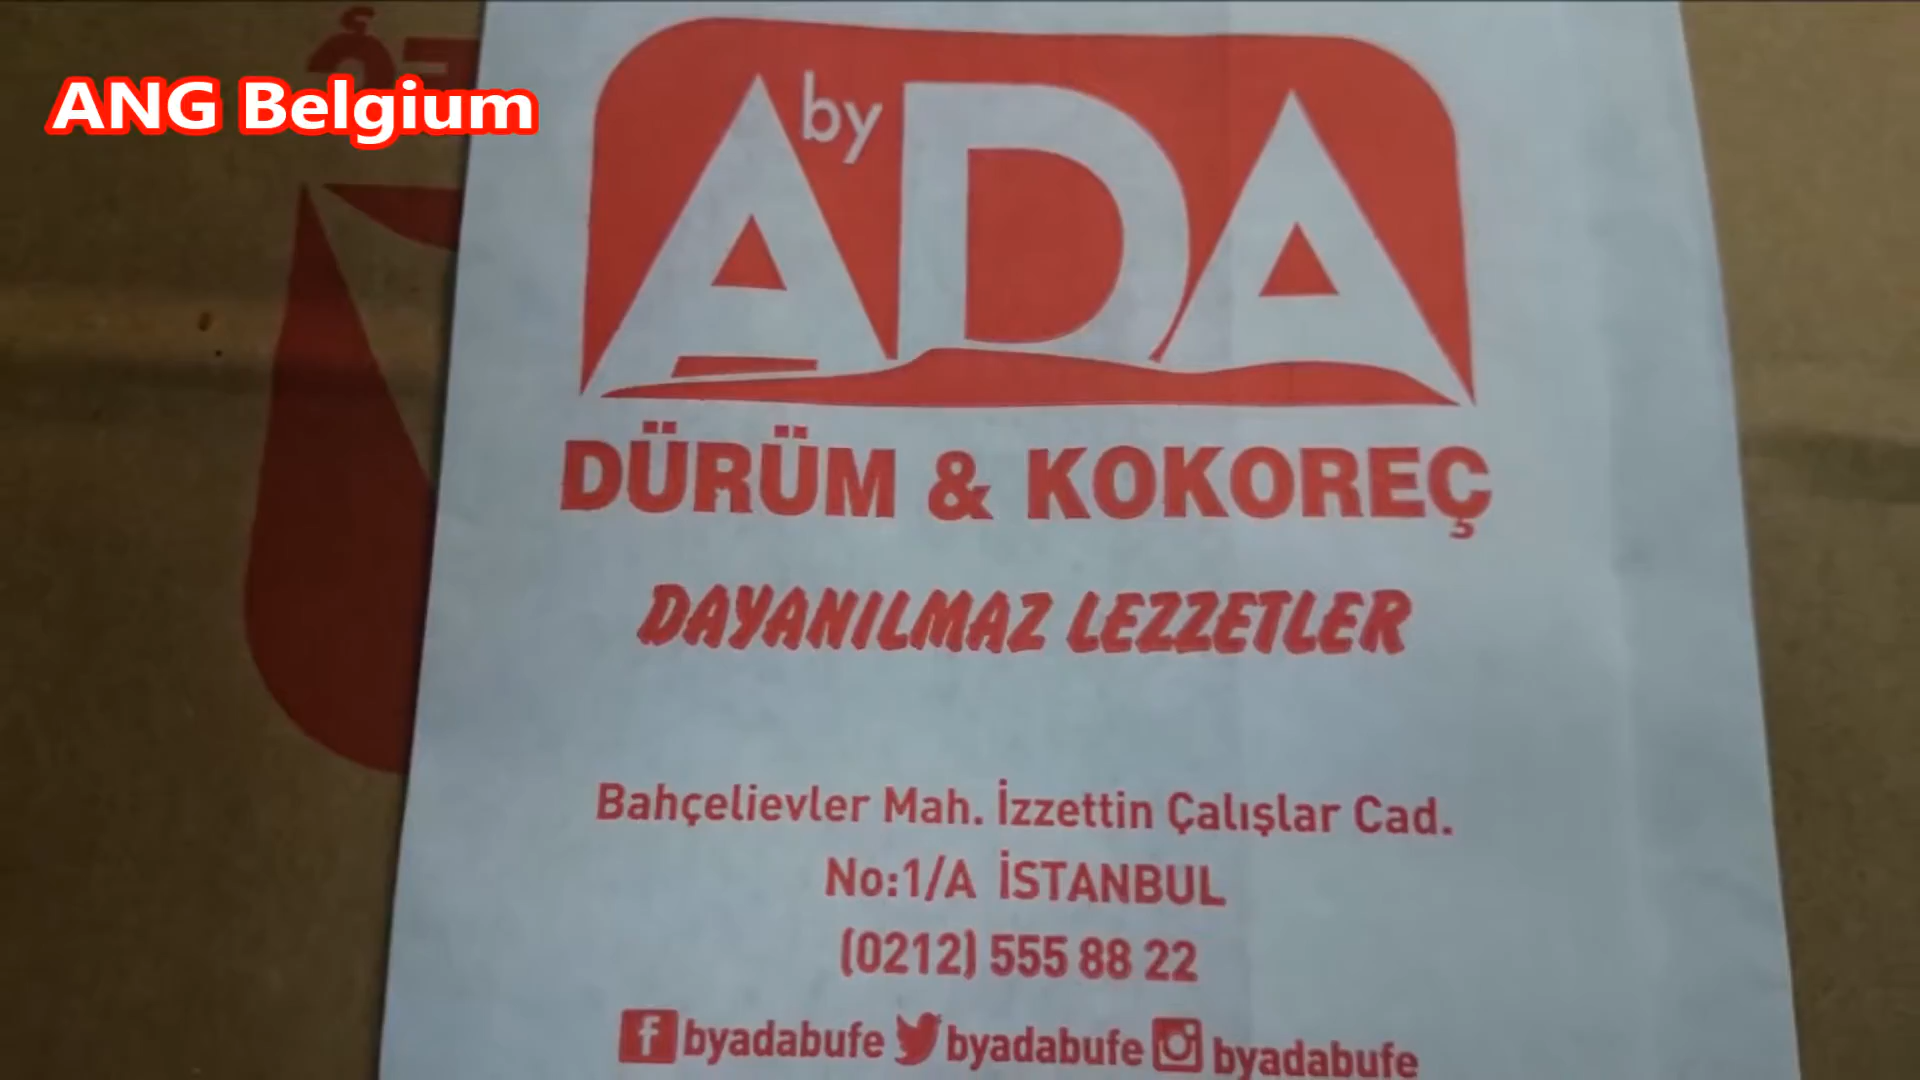 ANG Belgium
by
ADA
DÜRÜM & KOKOREÇ
DAYANILMAZ LEZZETLER
Bahçelievler Mah. İzzettin Çalışlar Cad.
No:1/A İSTANBUL
(0212) 555 88 22
byadabufe byadabufe byadabufe